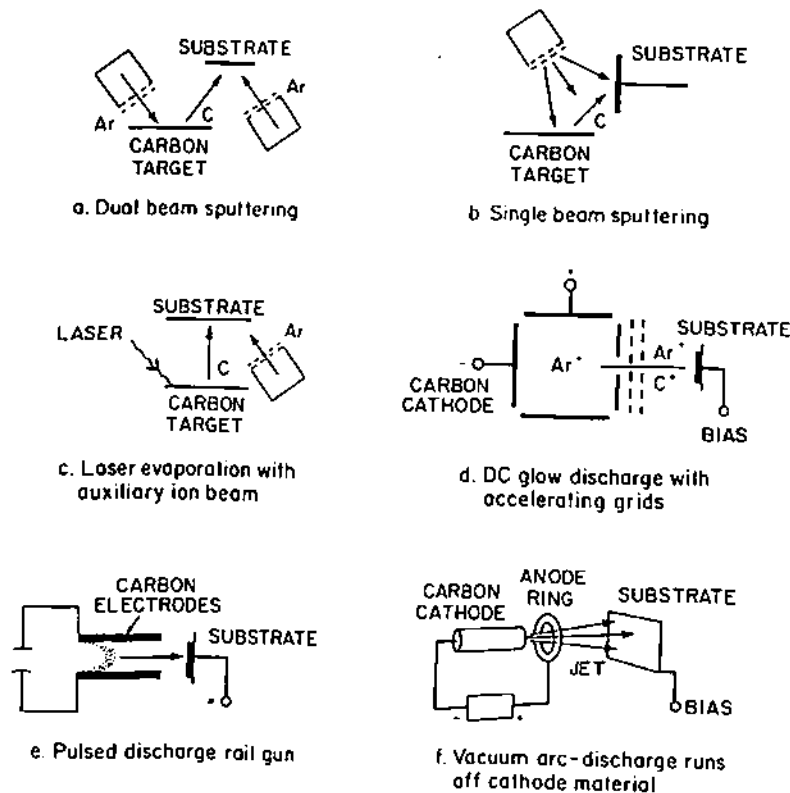 SUBSTRATE
Ar
C
Ar
CARBON
TARGET
a. Dual beam sputtering
SUBSTRATE
C
CARBON
TARGET
b Single beam sputtering
SUBSTRATE
LASER
Ar
C
CARBON
TARGET
c. Laser evaporation with
auxiliary ion beam
+
SUBSTRATE
-
Ar+
Ar+
C+
CARBON
CATHODE
BIAS
d. DC glow discharge with
accelerating grids
CARBON
ELECTRODES
SUBSTRATE
e. Pulsed discharge rail gun
CARBON
CATHODE
ANODE
RING
SUBSTRATE
JET
- +
BIAS
f. Vacuum arc-discharge runs
off cathode material